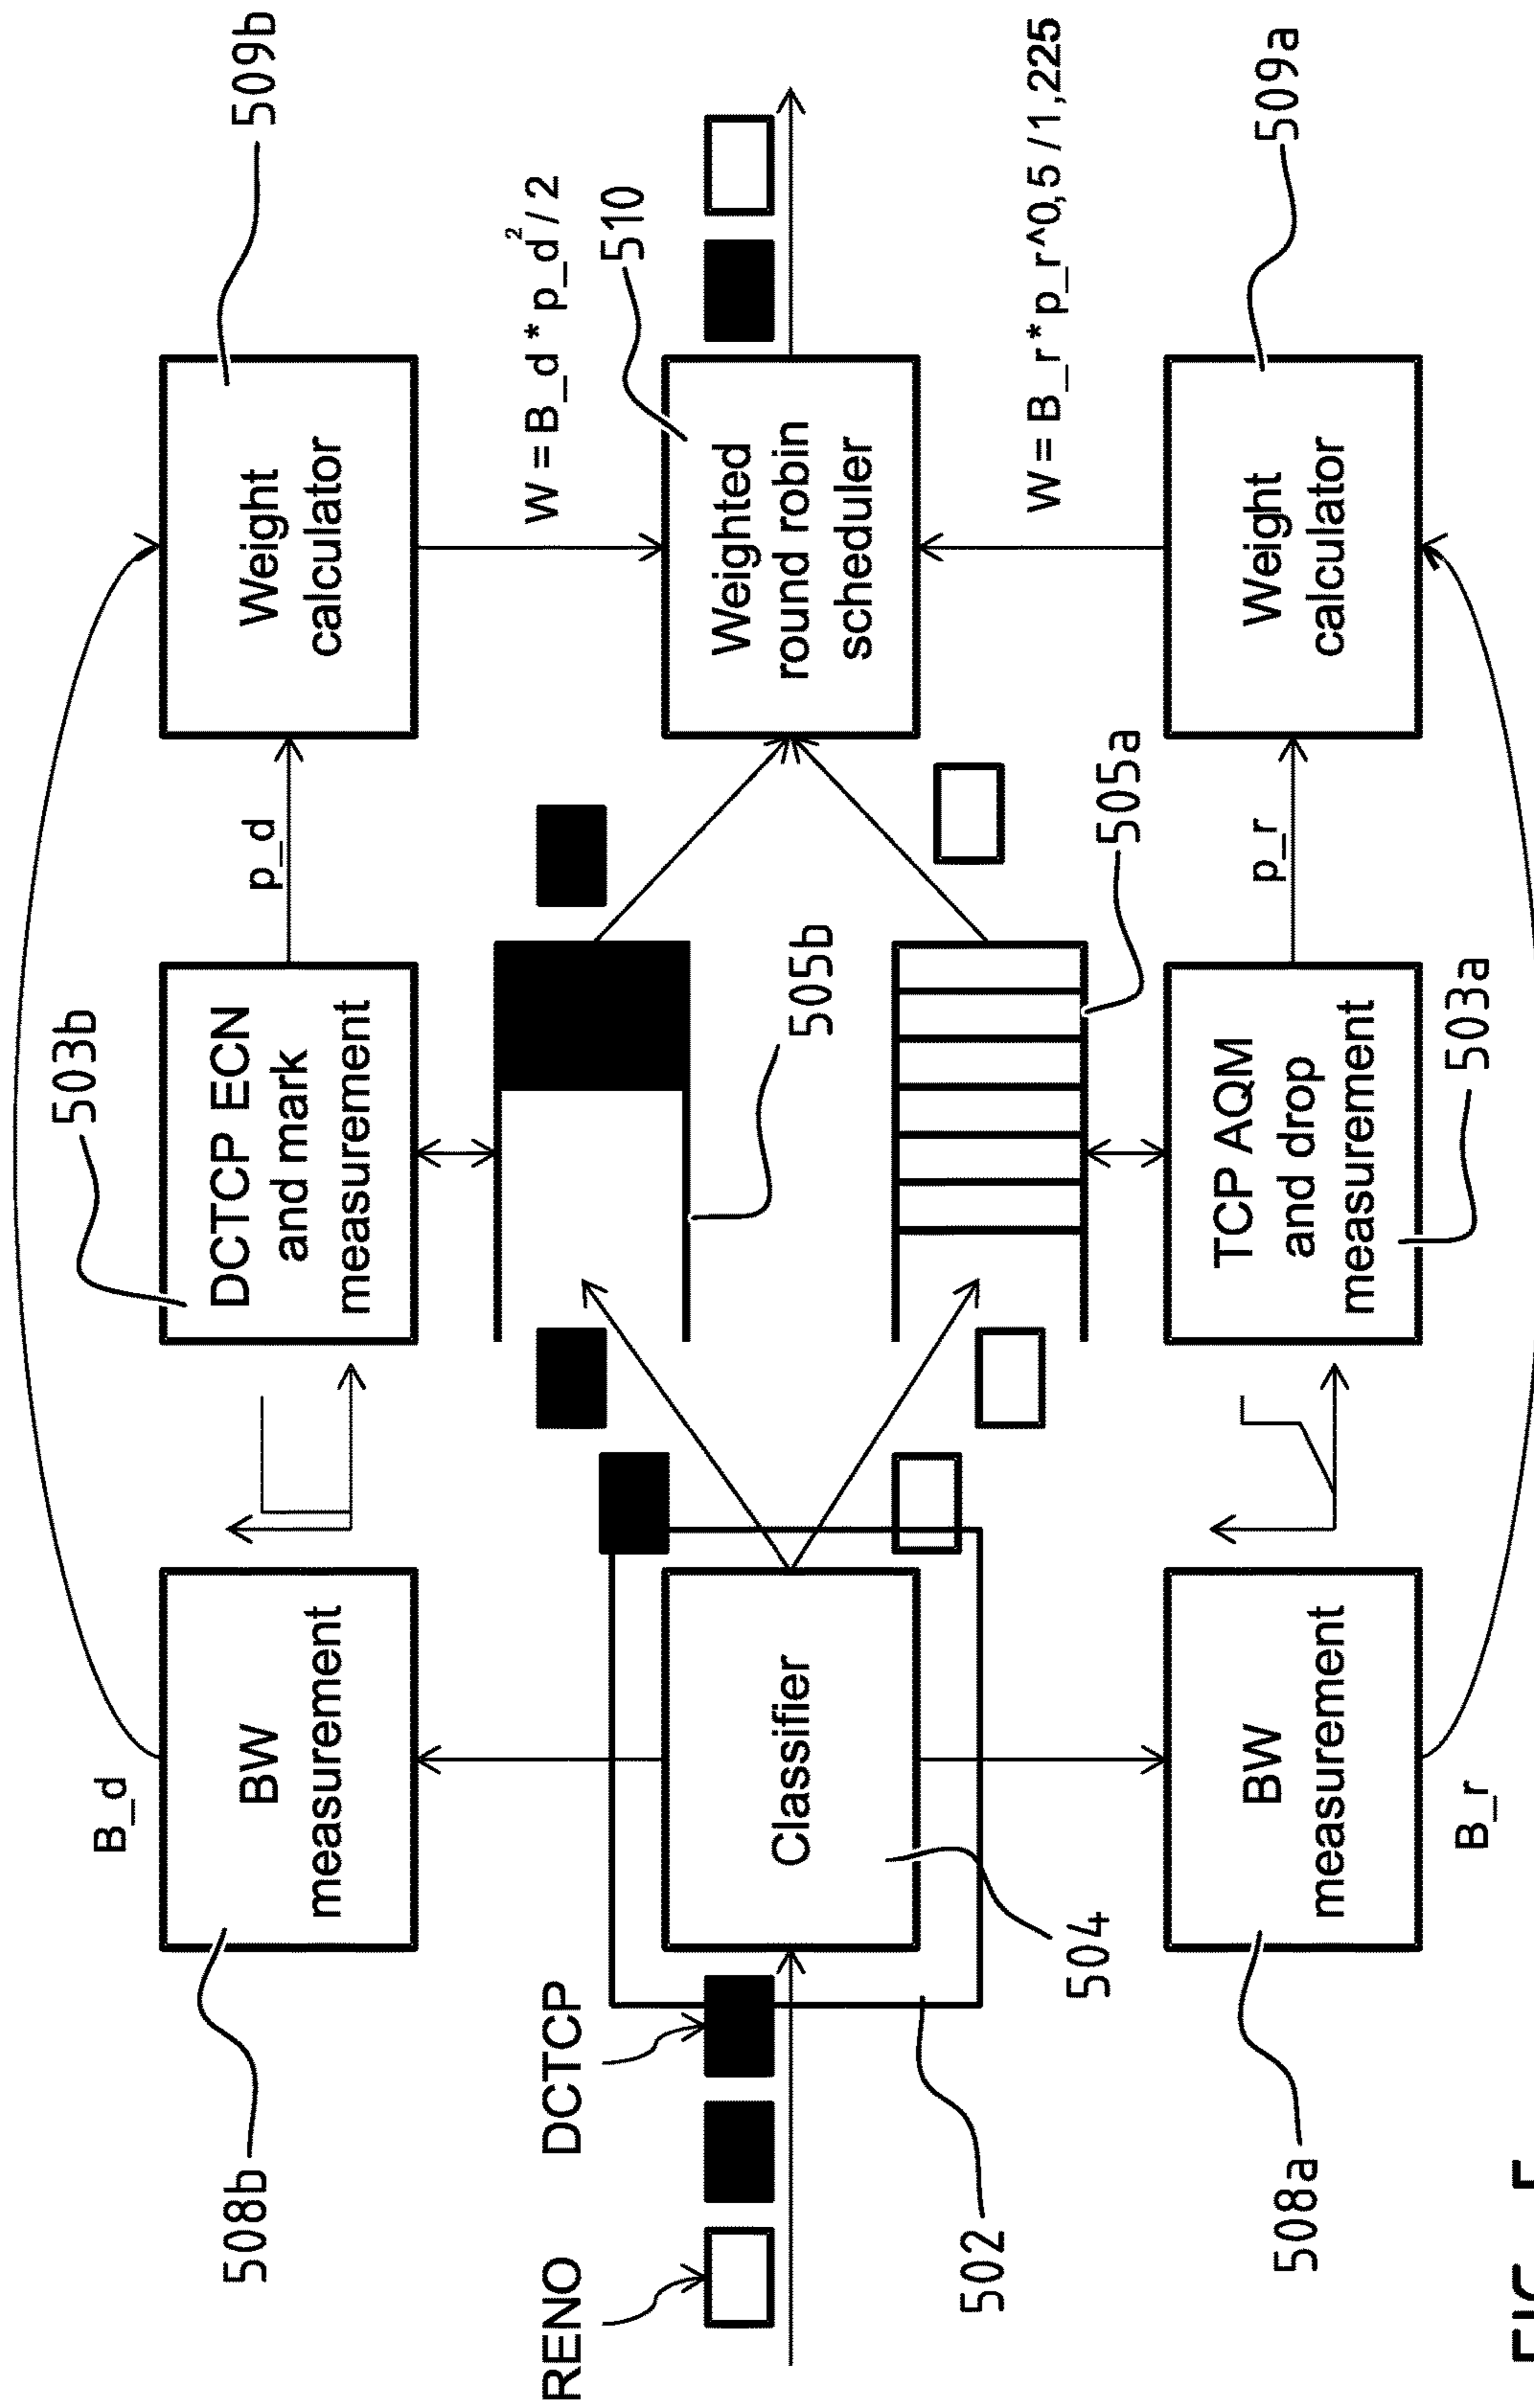 503b
B_d
508b
BW
measurement
DCTCP ECN
and mark
measurement
p_d
Weight
calculator
509b
RENO
DCTCP
W = B_d * p_d² / 2
510
Classifier
Weighted
round robin
scheduler
505b
502
504
505a
W = B_r* p_r^0,5 /1,225
508a
BW
measurement
TCP AQM
and drop
measurement
p_r
Weight
calculator
509a
B_r
503a